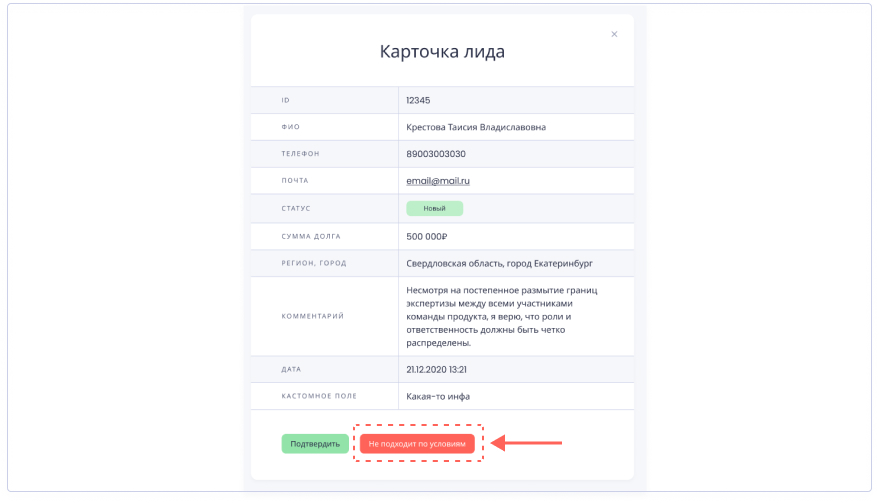 ×
Карточка лида
ID 12345
ФИО Крестова Таисия Владиславовна
ТЕЛЕФОН 89003003030
ПОЧТА email@mail.ru
СТАТУС Новый
СУММА ДОЛГА 500 000₽
РЕГИОН, ГОРОД Свердловская область, город Екатеринбург
КОММЕНТАРИЙ
Несмотря на постепенное размытие границ
экспертизы между всеми участниками
команды продукта, я верю, что роли и
ответственность должны быть четко
распределены.
ДАТА 21.12.2020 13:21
КАСТОМНОЕ ПОЛЕ Какая-то инфа
Подтвердить Не подходит по условиям